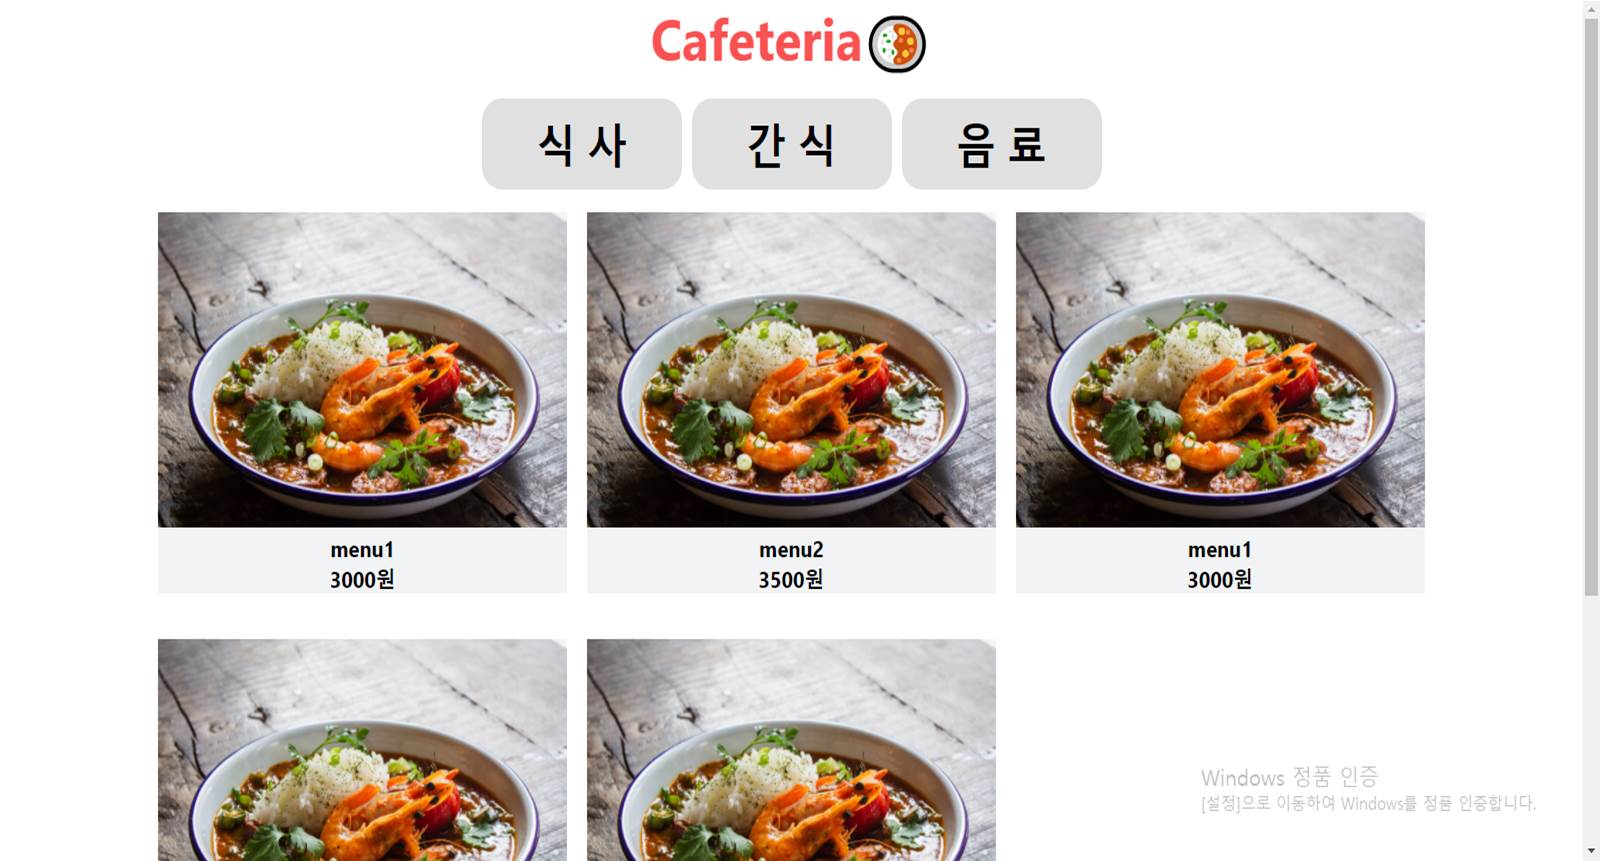 Cafeteria
식 사
간 식
음 료
menu1
3000원
menu2
3500원
menu1
3000원
Windows 정품 인증
[설정]으로 이동하여 Windows를 정품 인증합니다.